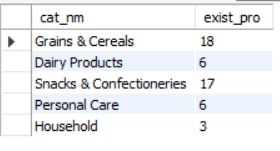 cat_nm exist_pro
Grains & Cereals 18
Dairy Products 6
Snacks & Confectioneries 17
Personal Care 6
Household 3